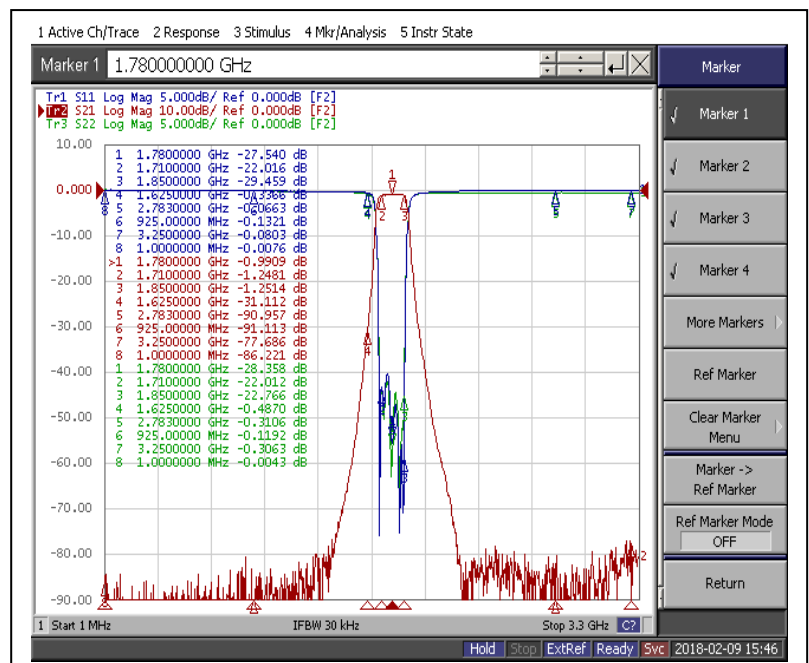 1 Active Ch/Trace 2 Response 3 Stimulus 4 Mkr/Analysis 5 Instr State
Marker 1 1.780000000 GHz
Tr1 S11 Log Mag 5.000dB/ Ref 0.000dB [F2]
Tr2 S21 Log Mag 10.00dB/ Ref 0.000dB [F2]
Tr3 S22 Log Mag 5.000dB/ Ref 0.000dB [F2]
10.00
0.000
-10.00
-20.00
-30.00
-40.00
-50.00
-60.00
-70.00
-80.00
-90.00
1 1.7800000 GHz -27.540 dB
2 1.7100000 GHz -22.016 dB
3 1.8500000 GHz -29.459 dB
4 1.6250000 GHz dB
5 2.7830000 GHz dB
6 925.00000 MHz -0.1321 dB
7 3.2500000 GHz -0.0803 dB
8 1.0000000 MHz -0.0076 dB
>1 1.7800000 GHz -0.9909 dB
2 1.7100000 GHz -1.2481 dB
3 1.8500000 GHz -1.2514 dB
4 1.6250000 GHz -31.112 dB
5 2.7830000 GHz -90.957 dB
6 925.00000 MHz -91.113 dB
7 3.2500000 GHz -77.686 dB
8 1.0000000 MHz -86.221 dB
1 1.7800000 GHz -28.358 dB
2 1.7100000 GHz -22.012 dB
3 1.8500000 GHz -22.766 dB
4 1.6250000 GHz -0.4870 dB
5 2.7830000 GHz -0.3106 dB
6 925.00000 MHz -0.1192 dB
7 3.2500000 GHz -0.3063 dB
8 1.0000000 MHz -0.0043 dB
1 Start 1 MHz IFBW 30 kHz Stop 3.3 GHz C?
Marker
Marker 1
Marker 2
Marker 3
Marker 4
More Markers
Ref Marker
Clear Marker
Menu
Marker ->
Ref Marker
Ref Marker Mode
OFF
Return
Hold Stop ExtRef Ready Svc 2018-02-09 15:46